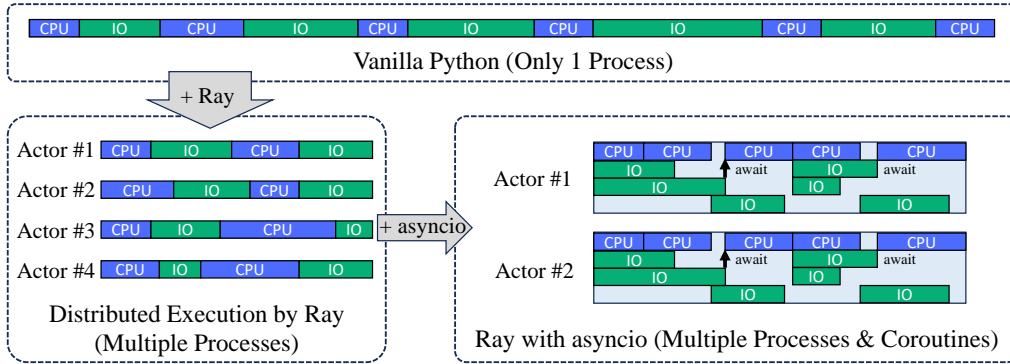 CPU IO CPU IO CPU IO CPU IO CPU IO CPU
Vanilla Python (Only 1 Process)
+ Ray
Actor #1 CPU IO CPU IO
Actor #2 CPU IO CPU IO
Actor #3 CPU IO CPU IO
Actor #4 CPU IO CPU IO
Distributed Execution by Ray
(Multiple Processes)
+ asyncio
CPU CPU CPU CPU CPU
IO await IO await
Actor #1
IO IO
IO IO
CPU CPU CPU CPU CPU
IO await IO await
Actor #2
IO IO
IO IO
Ray with asyncio (Multiple Processes & Coroutines)